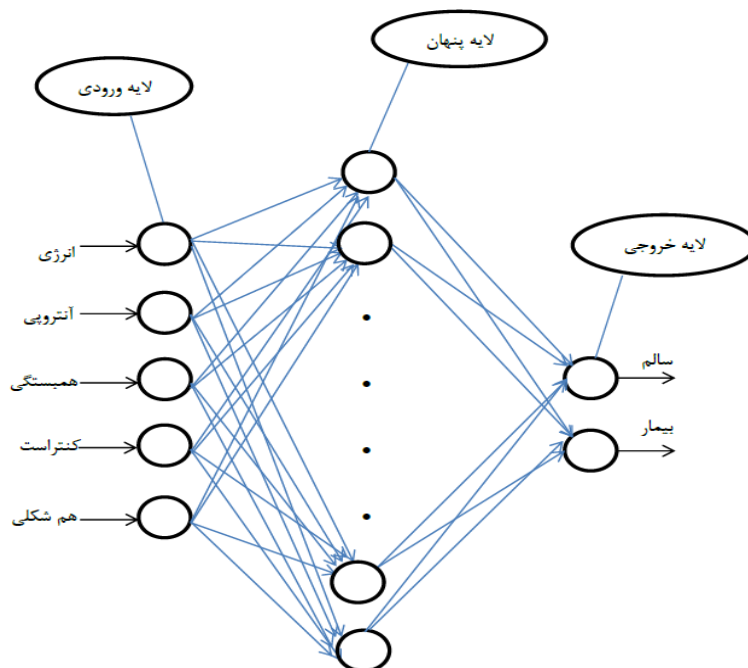 لایه پنهان
لایه ورودی
لایه خروجی
انرژی
آنتروپی
همبستگی
کنتراست
هم شکلی
سالم
بیمار